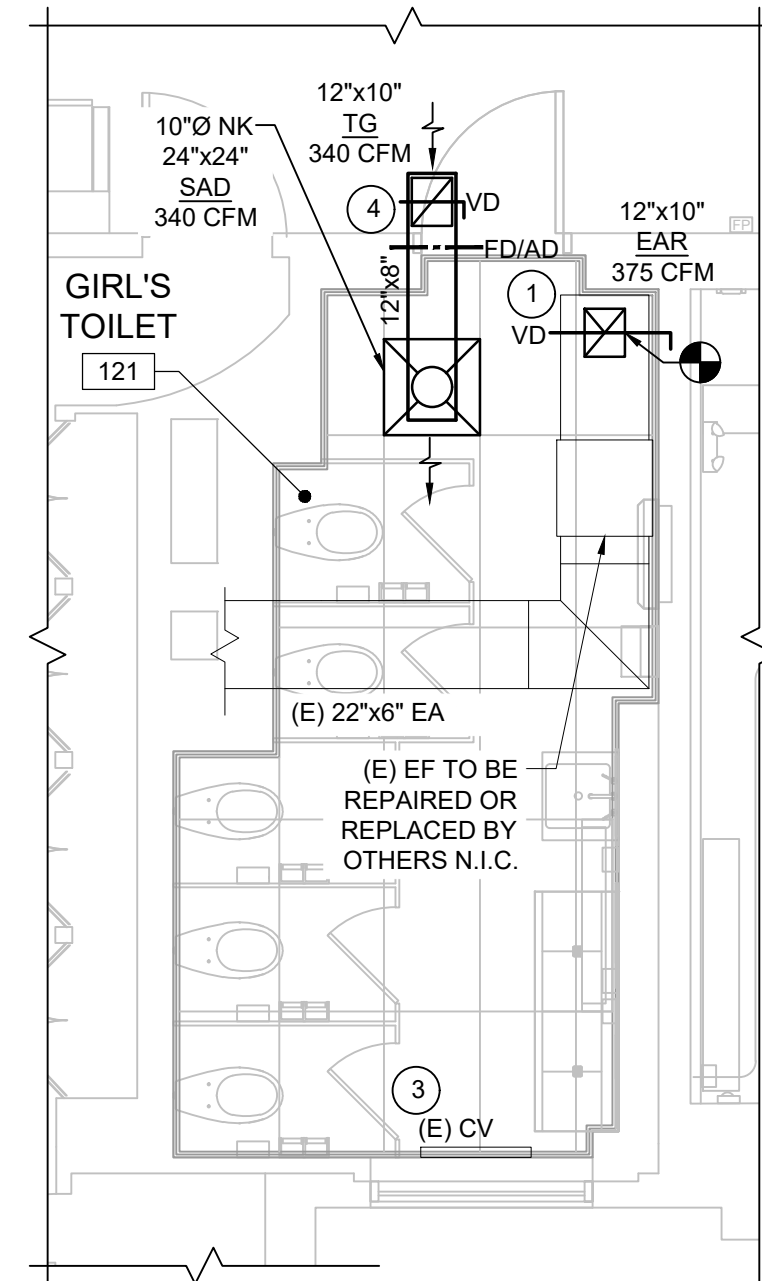 12"x10"
TG
340 CFM
10"Ø NK
24"x24"
SAD
340 CFM
4
VD
FD/AD
12"x8"
12"x10"
EAR
375 CFM
FP
1
VD
GIRL'S
TOILET
121
(E) 22"x6" EA
(E) EF TO BE
REPAIRED OR
REPLACED BY
OTHERS N.I.C.
3
(E) CV